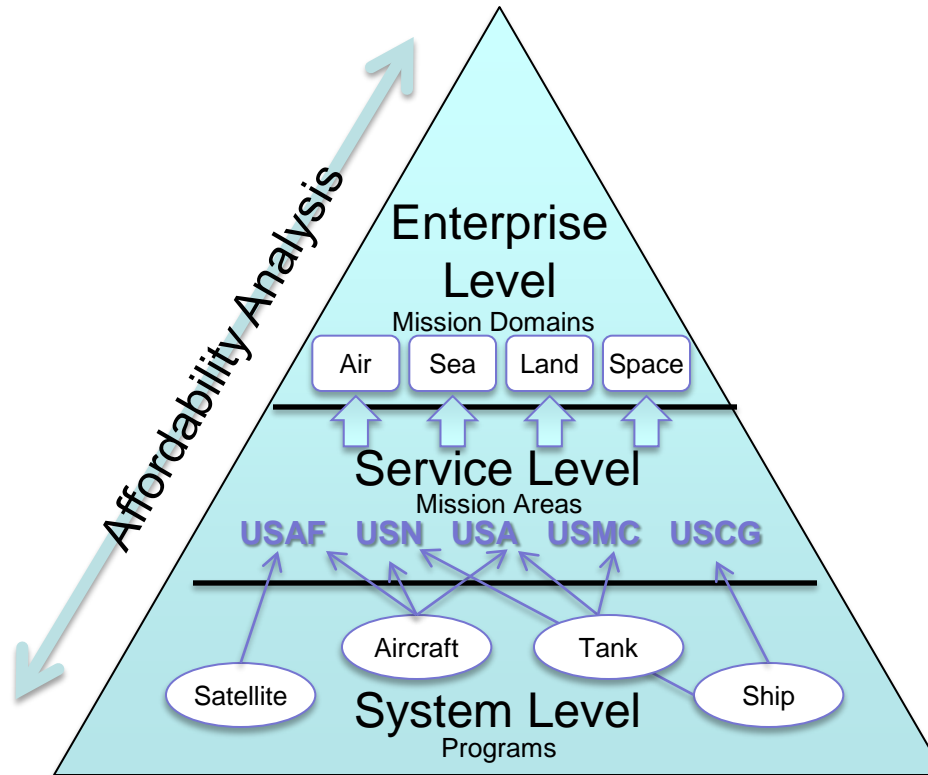 Affordability Analysis
Enterprise
Level
Mission Domains
Air Sea Land Space
Service Level
Mission Areas
USAF USN USA USMC USCG
Aircraft Tank
Satellite Ship
System Level
Programs